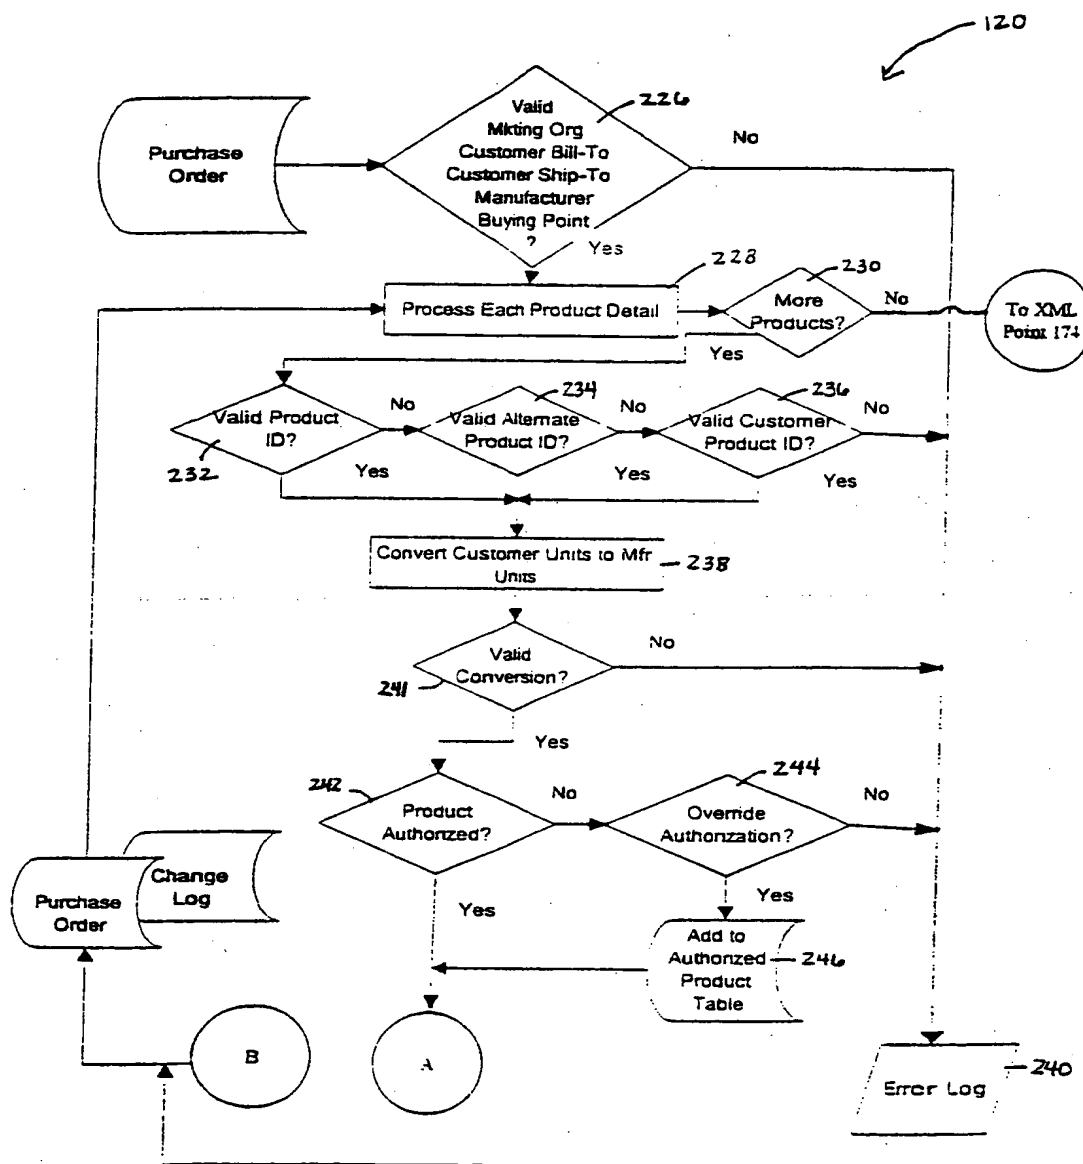 120
Purchase
Order
Valid
Mkting Org
Customer Bill-To
Customer Ship-To
Manufacturer
Buying Point
?
226
No
Yes
228
Process Each Product Detail
230
More
Products?
No
To XML
Point 174
Yes
Valid Product
ID?
232
No
234
Valid Alternate
Product ID?
No
236
Valid Customer
Product ID?
No
Yes
Yes
Yes
Convert Customer Units to Mfr
Units
238
Valid
Conversion?
241
No
Yes
242
Product
Authorized?
No
244
Override
Authorization?
No
Yes
Yes
Change
Log
Purchase
Order
Add to
Authorized
Product
Table
246
B
A
Error Log
240